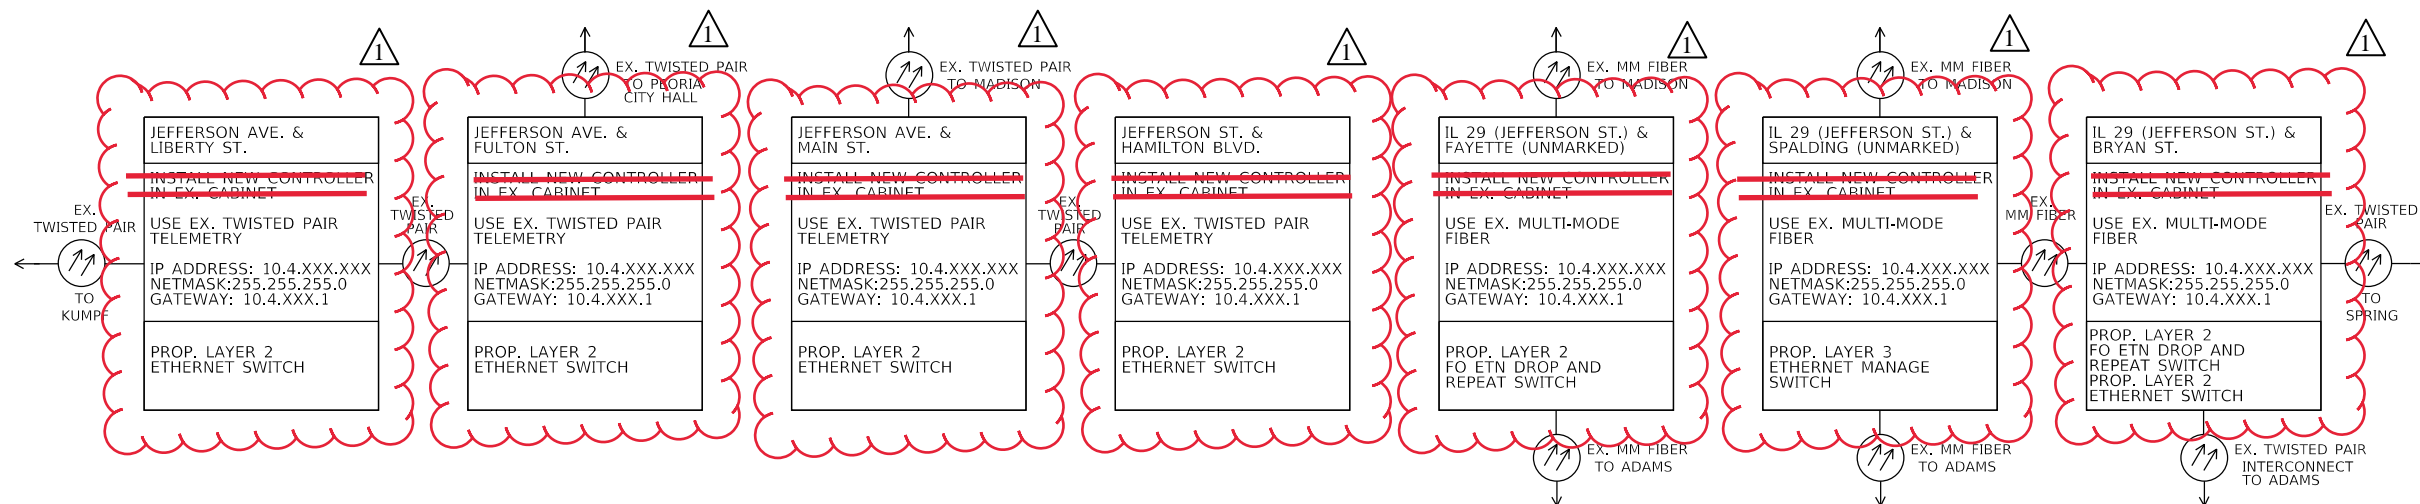 1
1
1
1
1
1
1
EX. TWISTED PAIR
TO PEORIA
CITY HALL
EX. TWISTED PAIR
TO MADISON
EX. MM FIBER
TO MADISON
EX. MM FIBER
TO MADISON
EX.
TWISTED PAIR
TO
KUMPF
JEFFERSON AVE. &
LIBERTY ST.
INSTALL NEW CONTROLLER
IN EX. CABINET
USE EX. TWISTED PAIR
TELEMETRY
IP ADDRESS: 10.4.XXX.XXX
NETMASK:255.255.255.0
GATEWAY: 10.4.XXX.1
PROP. LAYER 2
ETHERNET SWITCH
EX.
TWISTED
PAIR
JEFFERSON AVE. &
FULTON ST.
INSTALL NEW CONTROLLER
IN EX. CABINET
USE EX. TWISTED PAIR
TELEMETRY
IP ADDRESS: 10.4.XXX.XXX
NETMASK:255.255.255.0
GATEWAY: 10.4.XXX.1
PROP. LAYER 2
ETHERNET SWITCH
JEFFERSON AVE. &
MAIN ST.
INSTALL NEW CONTROLLER
IN EX. CABINET
USE EX. TWISTED PAIR
TELEMETRY
IP ADDRESS: 10.4.XXX.XXX
NETMASK:255.255.255.0
GATEWAY: 10.4.XXX.1
PROP. LAYER 2
ETHERNET SWITCH
EX.
TWISTED
PAIR
JEFFERSON ST. &
HAMILTON BLVD.
INSTALL NEW CONTROLLER
IN EX. CABINET
USE EX. TWISTED PAIR
TELEMETRY
IP ADDRESS: 10.4.XXX.XXX
NETMASK:255.255.255.0
GATEWAY: 10.4.XXX.1
PROP. LAYER 2
ETHERNET SWITCH
IL 29 (JEFFERSON ST.) &
FAYETTE (UNMARKED)
INSTALL NEW CONTROLLER
IN EX. CABINET
USE EX. MULTI-MODE
FIBER
IP ADDRESS: 10.4.XXX.XXX
NETMASK:255.255.255.0
GATEWAY: 10.4.XXX.1
PROP. LAYER 2
FO ETN DROP AND
REPEAT SWITCH
EX. MM FIBER
TO ADAMS
IL 29 (JEFFERSON ST.) &
SPALDING (UNMARKED)
INSTALL NEW CONTROLLER
IN EX. CABINET
USE EX. MULTI-MODE
FIBER
IP ADDRESS: 10.4.XXX.XXX
NETMASK:255.255.255.0
GATEWAY: 10.4.XXX.1
PROP. LAYER 3
ETHERNET MANAGE
SWITCH
EX. MM FIBER
TO ADAMS
EX.
MM FIBER
IL 29 (JEFFERSON ST.) &
BRYAN ST.
INSTALL NEW CONTROLLER
IN EX. CABINET
USE EX. MULTI-MODE
FIBER
IP ADDRESS: 10.4.XXX.XXX
NETMASK:255.255.255.0
GATEWAY: 10.4.XXX.1
PROP. LAYER 2
FO ETN DROP AND
REPEAT SWITCH
PROP. LAYER 2
ETHERNET SWITCH
EX. TWISTED
PAIR
TO
SPRING
EX. TWISTED PAIR
INTERCONNECT
TO ADAMS